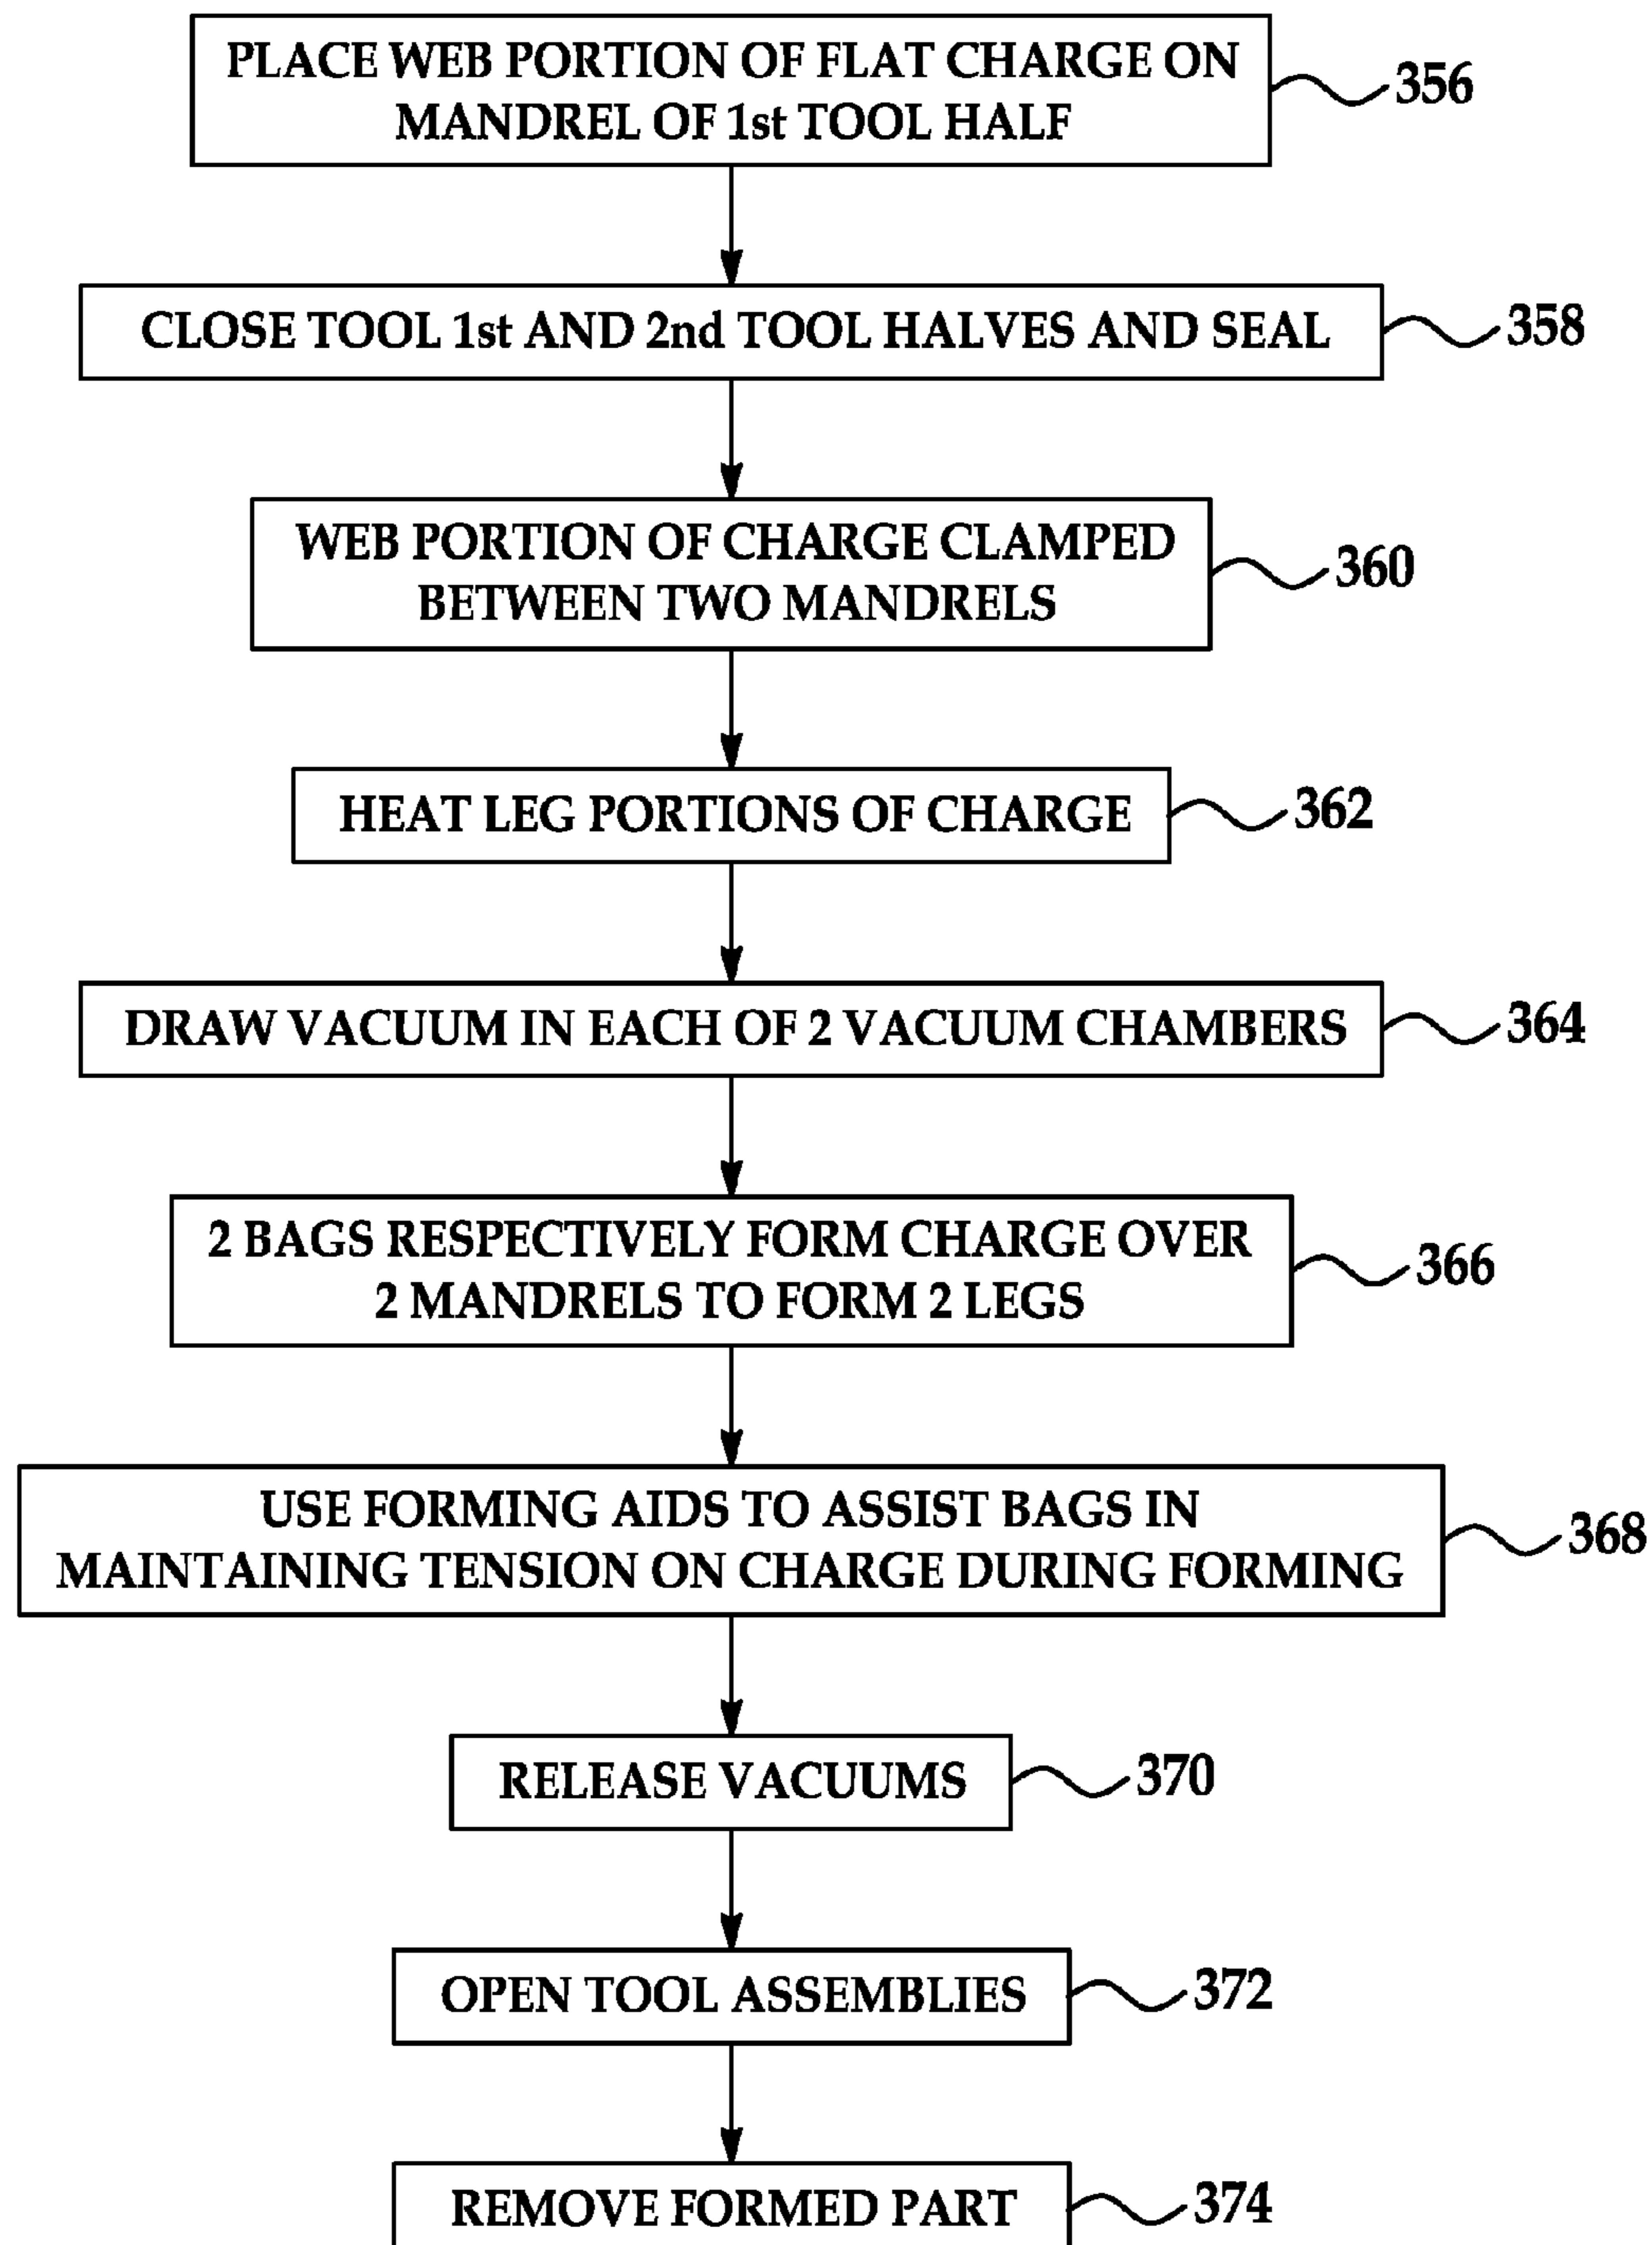 PLACE WEB PORTION OF FLAT CHARGE ON
MANDREL OF 1st TOOL HALF
356
CLOSE TOOL 1st AND 2nd TOOL HALVES AND SEAL
358
WEB PORTION OF CHARGE CLAMPED
BETWEEN TWO MANDRELS
360
HEAT LEG PORTIONS OF CHARGE
362
DRAW VACUUM IN EACH OF 2 VACUUM CHAMBERS
364
2 BAGS RESPECTIVELY FORM CHARGE OVER
2 MANDRELS TO FORM 2 LEGS
366
USE FORMING AIDS TO ASSIST BAGS IN
MAINTAINING TENSION ON CHARGE DURING FORMING
368
RELEASE VACUUMS
370
OPEN TOOL ASSEMBLIES
372
REMOVE FORMED PART
374